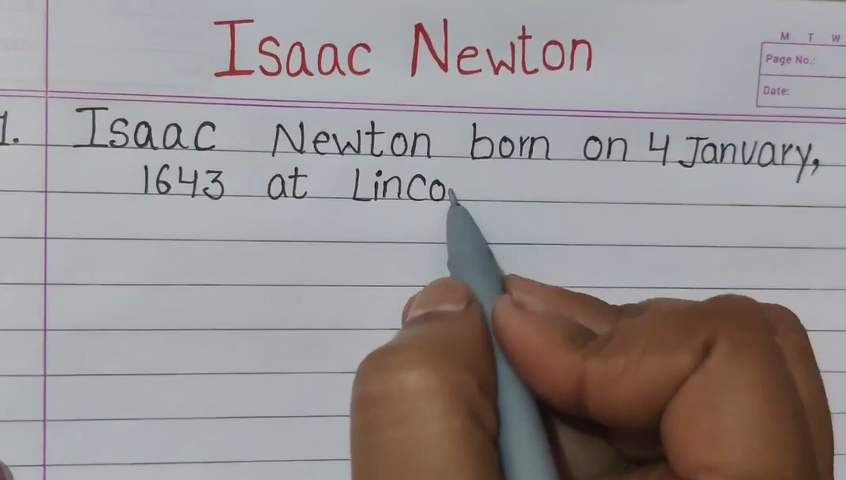 Isaac Newton
M T W
Page No.:
Date:
1. Isaac Newton born on 4 January,
1643 at Linco